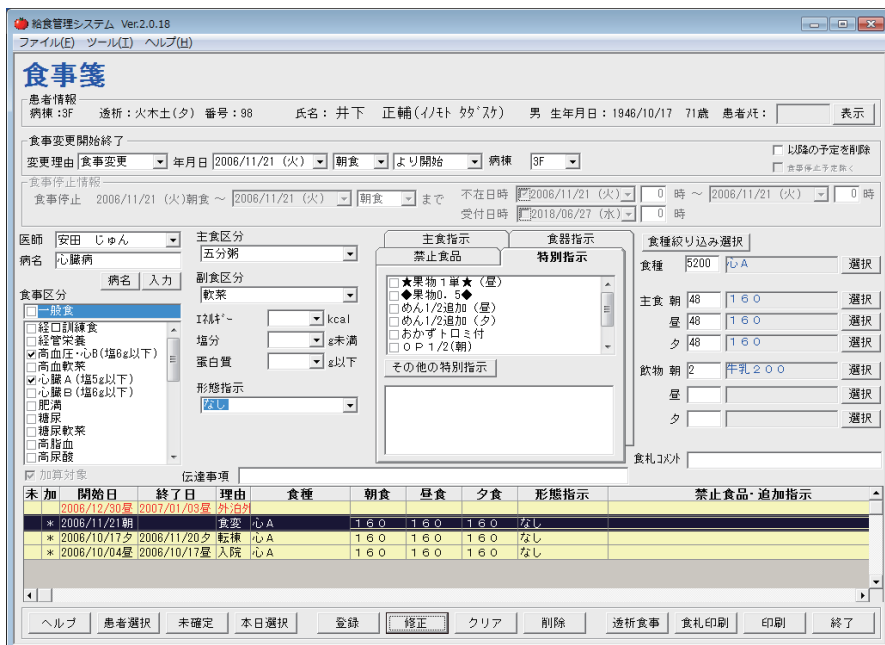 給食管理システム Ver.2.0.18
ファイル(F) ツール(T) ヘルプ(H)
食事箋
患者情報
病棟:3F 透析:火木土(夕) 番号:98 氏名:井下 正輔(イノモト タダスケ) 男 生年月日:1946/10/17 71歳 患者メモ: 表示
食事変更開始終了
変更理由 食事変更 年月日 2006/11/21 (火) 朝食 より開始 病棟 3F
以降の予定を削除
食事停止予定除く
食事停止情報
食事停止 2006/11/21 (火)朝食 ～ 2006/11/21 (火) 朝食 まで
不在日時 2006/11/21 (火) 0 時 ～ 2006/11/21 (火) 0 時
受付日時 2018/06/27 (水) 0 時
医師 安田 じゅん
病名 心臓病
病名 入力
食事区分
一般食
経口訓練食
経管栄養
高血圧・心B(塩6g以下)
高血軟菜
心臓A(塩5g以下)
心臓B(塩6g以下)
肥満
糖尿
糖尿軟菜
高脂血
高尿酸
加算対象
主食区分
五分粥
副食区分
軟菜
エネルギー kcal
塩分 g未満
蛋白質 g以下
形態指示
なし
主食指示 食器指示
禁止食品 特別指示
★果物1単★(昼)
◆果物0.5◆
めん1/2追加(昼)
めん1/2追加(夕)
おかずトロミ付
OP1/2(朝)
その他の特別指示
食種絞り込み選択
食種 5200 心A 選択
主食 朝 48 160 選択
昼 48 160 選択
夕 48 160 選択
飲物 朝 2 牛乳200 選択
昼 選択
夕 選択
食札コメント
伝達事項
未 加 開始日 終了日 理由 食種 朝食 昼食 夕食 形態指示 禁止食品・追加指示
2006/12/30昼 2007/01/03昼 外泊外
* 2006/11/21朝 食変 心A 160 160 160 なし
* 2006/10/17夕 2006/11/20夕 転棟 心A 160 160 160 なし
* 2006/10/04昼 2006/10/17昼 入院 心A 160 160 160 なし
ヘルプ 患者選択 未確定 本日選択 登録 修正 クリア 削除 透析食事 食札印刷 印刷 終了